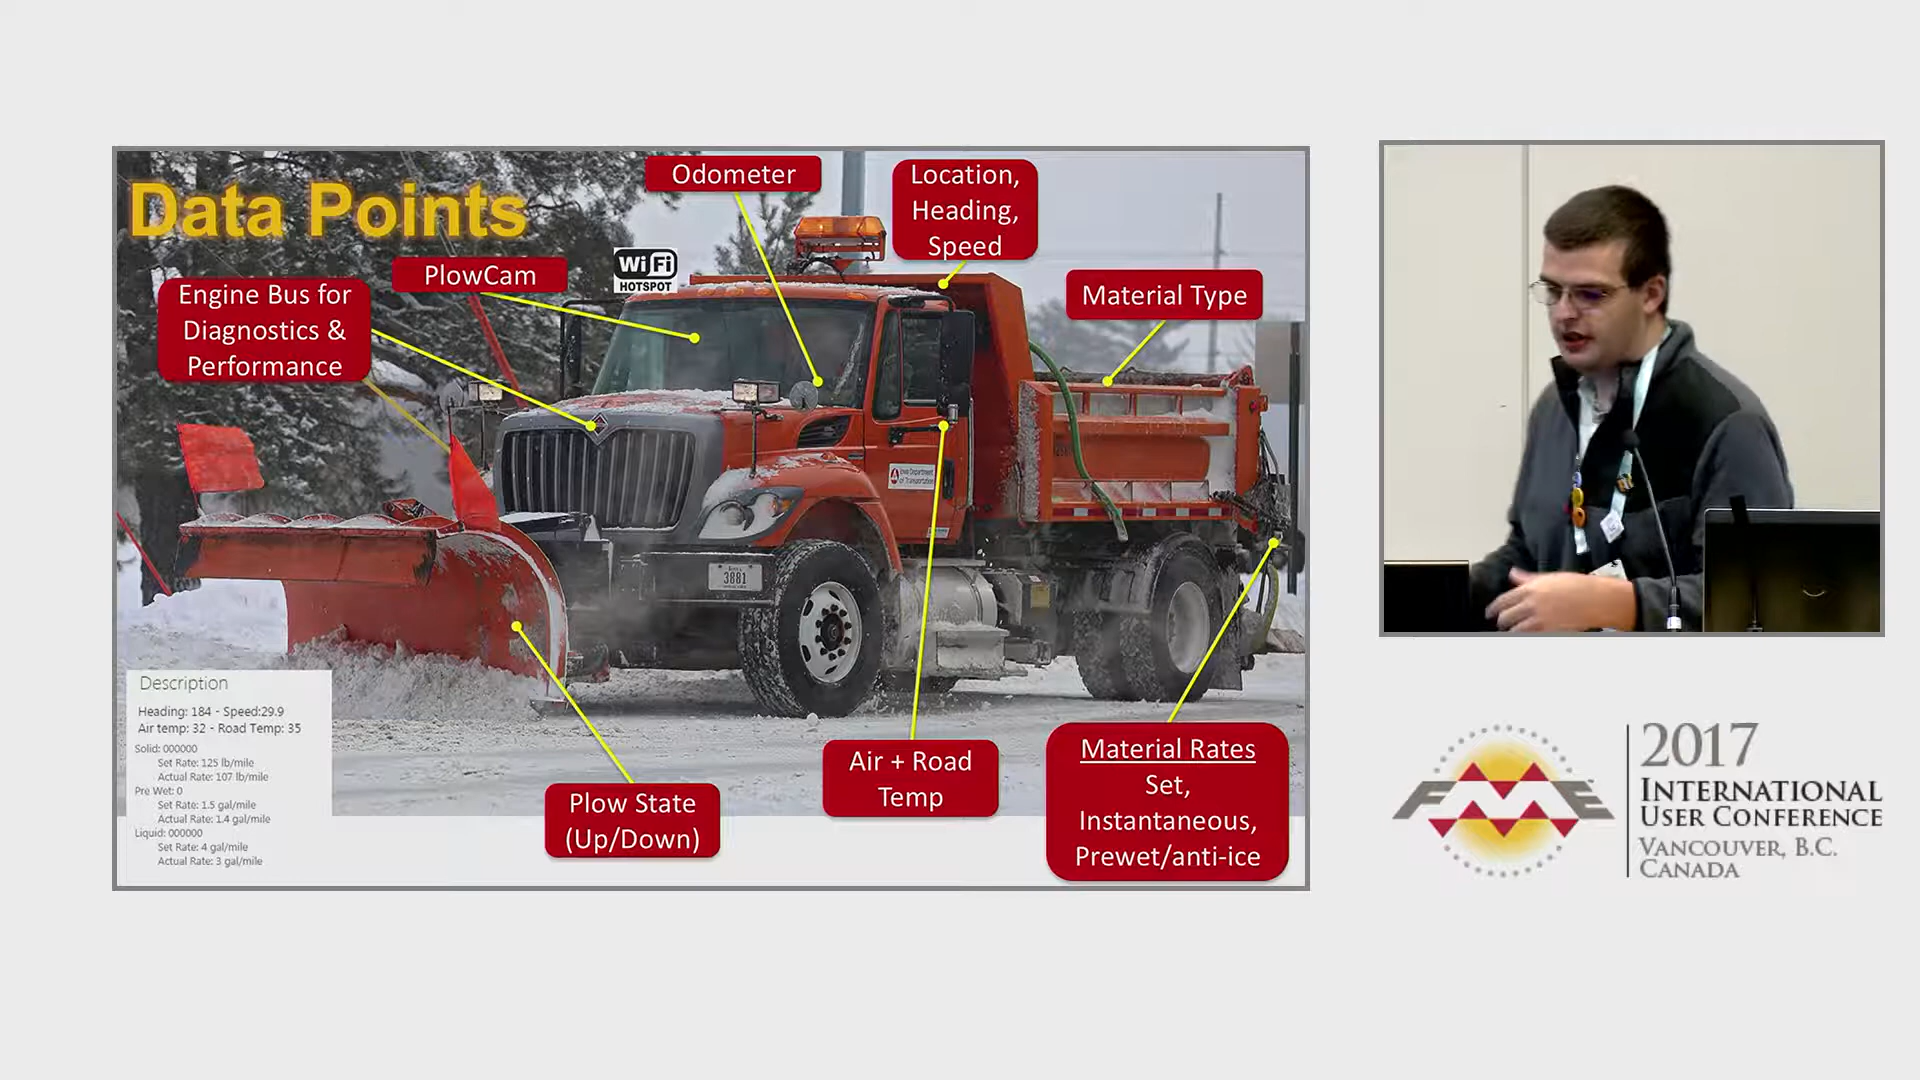 Data Points
Odometer
Location,
Heading,
Speed
PlowCam
WiFi
HOTSPOT
Engine Bus for
Diagnostics &
Performance
Material Type
Iowa Department
of Transportation
3881
Description
Heading: 184 - Speed:29.9
Air temp: 32 - Road Temp: 35
Solid: 000000
Set Rate: 125 lb/mile
Actual Rate: 107 lb/mile
Pre Wet: 0
Set Rate: 1.5 gal/mile
Actual Rate: 1.4 gal/mile
Liquid: 000000
Set Rate: 4 gal/mile
Actual Rate: 3 gal/mile
Plow State
(Up/Down)
Air + Road
Temp
Material Rates
Set,
Instantaneous,
Prewet/anti-ice
FME
2017
INTERNATIONAL
USER CONFERENCE
VANCOUVER, B.C.
CANADA